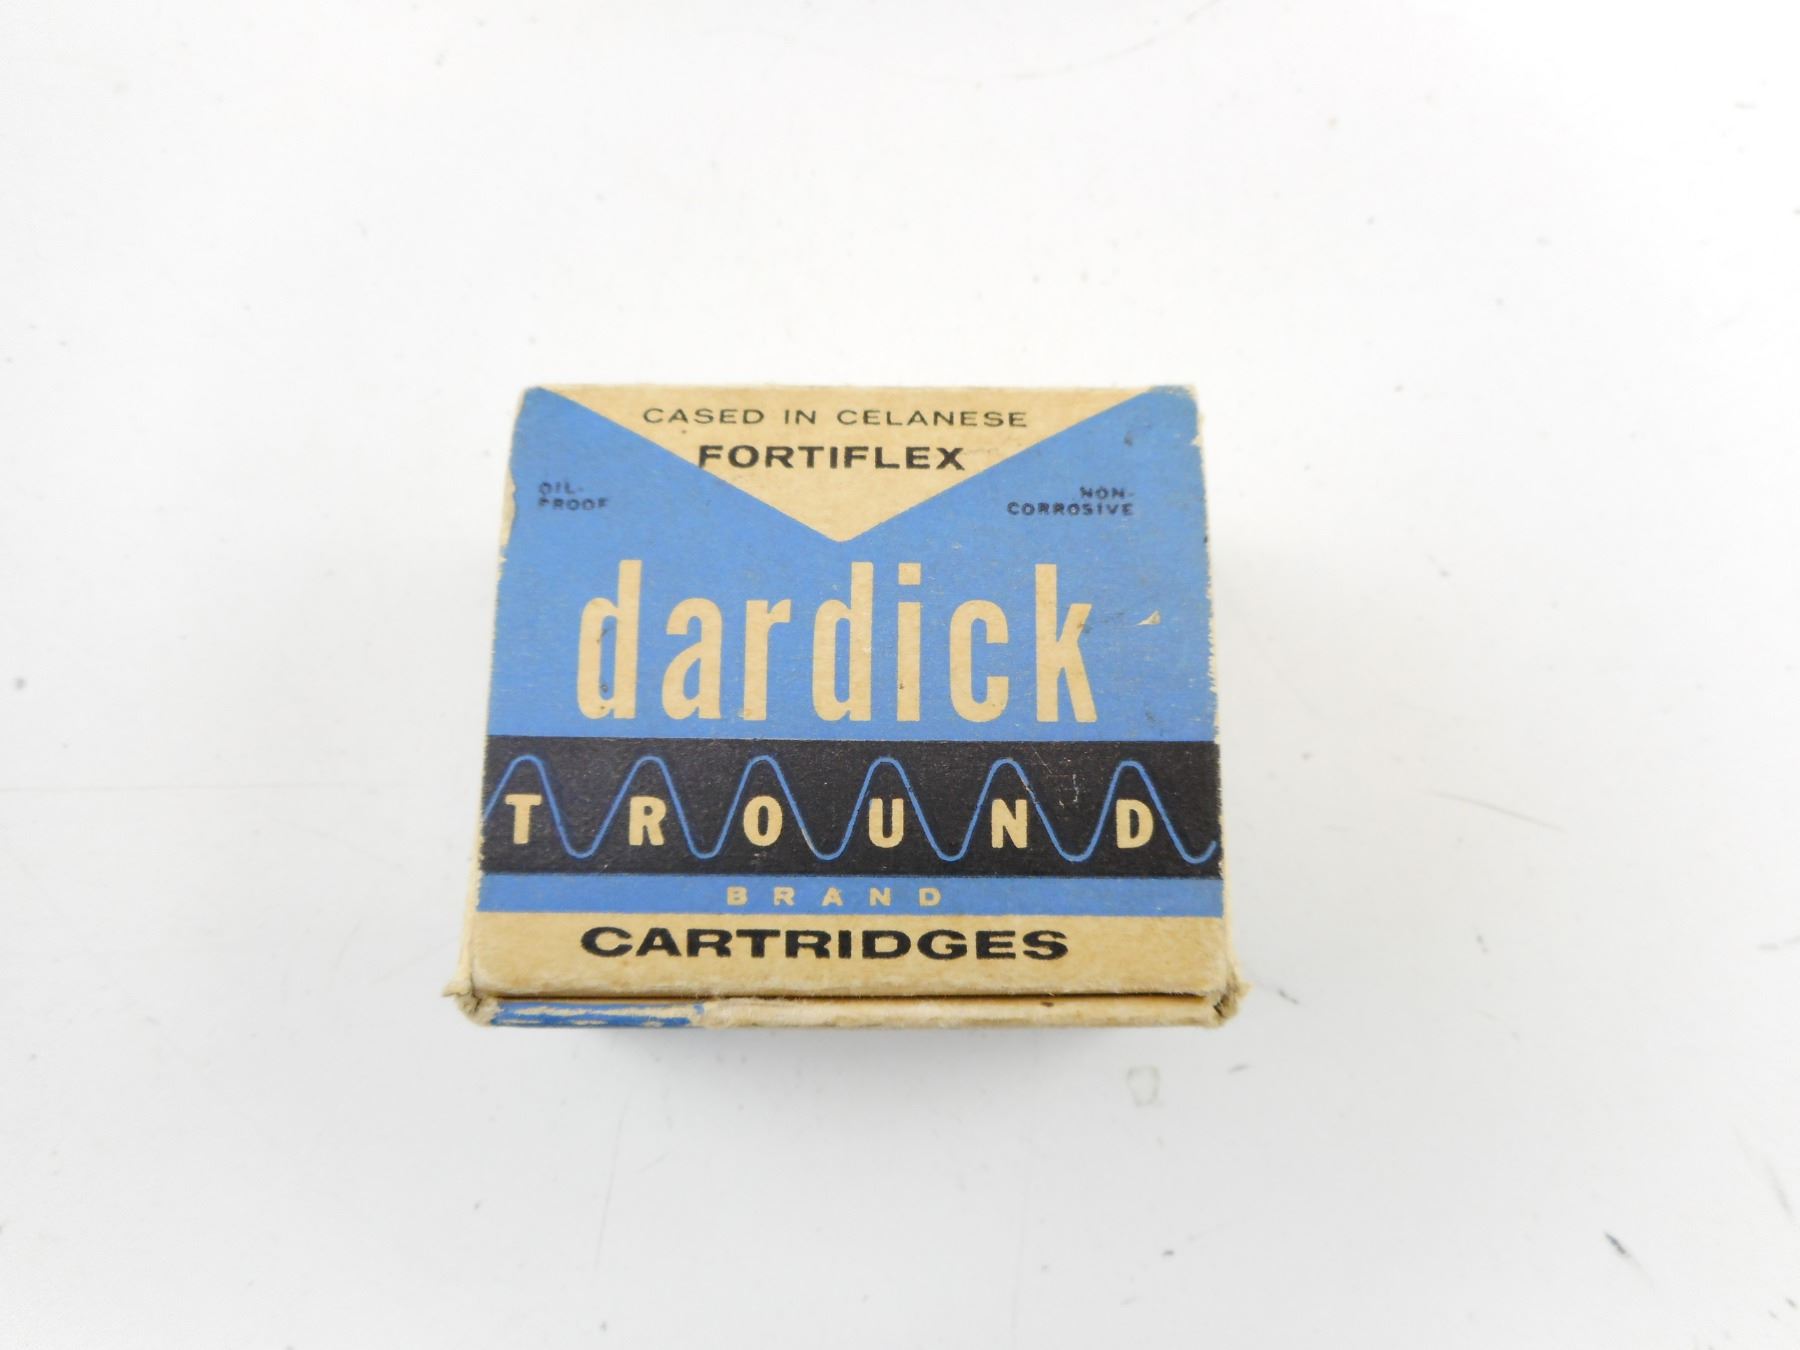 CASED IN CELANESE
FORTIFLEX
OIL-
PROOF
NON-
CORROSIVE
dardick
TROUND
BRAND
CARTRIDGES